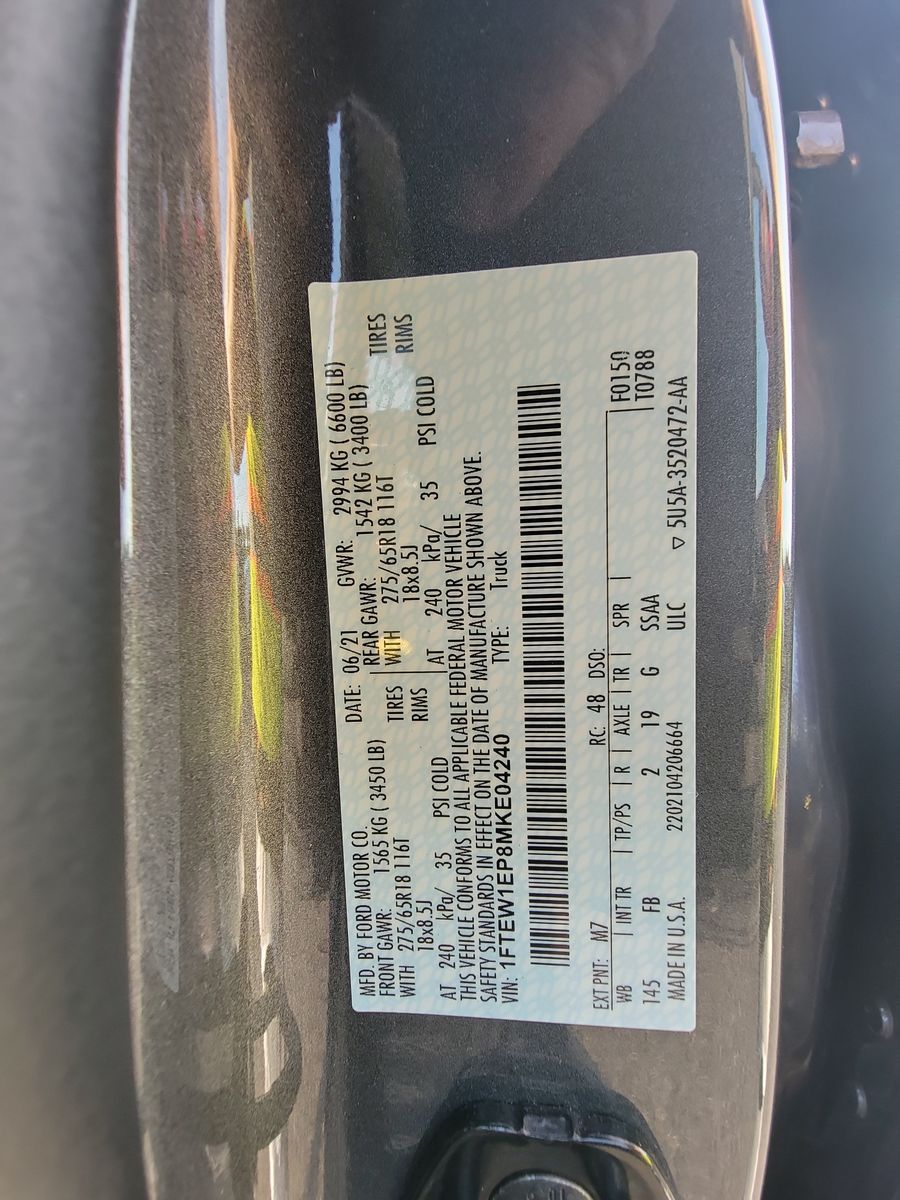 MFD. BY FORD MOTOR CO. DATE: 06/21 GVWR: 2994 KG ( 6600 LB)
FRONT GAWR: 1565 KG ( 3450 LB) REAR GAWR: 1542 KG ( 3400 LB)
WITH 275/65R18 116T TIRES WITH 275/65R18 116T TIRES
18x8.5J RIMS 18x8.5J RIMS
AT 240 kPa/ 35 PSI COLD AT 240 kPa/ 35 PSI COLD
THIS VEHICLE CONFORMS TO ALL APPLICABLE FEDERAL MOTOR VEHICLE
SAFETY STANDARDS IN EFFECT ON THE DATE OF MANUFACTURE SHOWN ABOVE.
VIN: 1FTEW1EP8MKE04240 TYPE: Truck
EXT PNT: M7 RC: 48 DSO:
WB INT TR TP/PS R AXLE TR SPR F0150
145 FB 2 19 G SSAA T0788
MADE IN U.S.A. 2202104206664 ULC ▽ 5U5A-3520472-AA